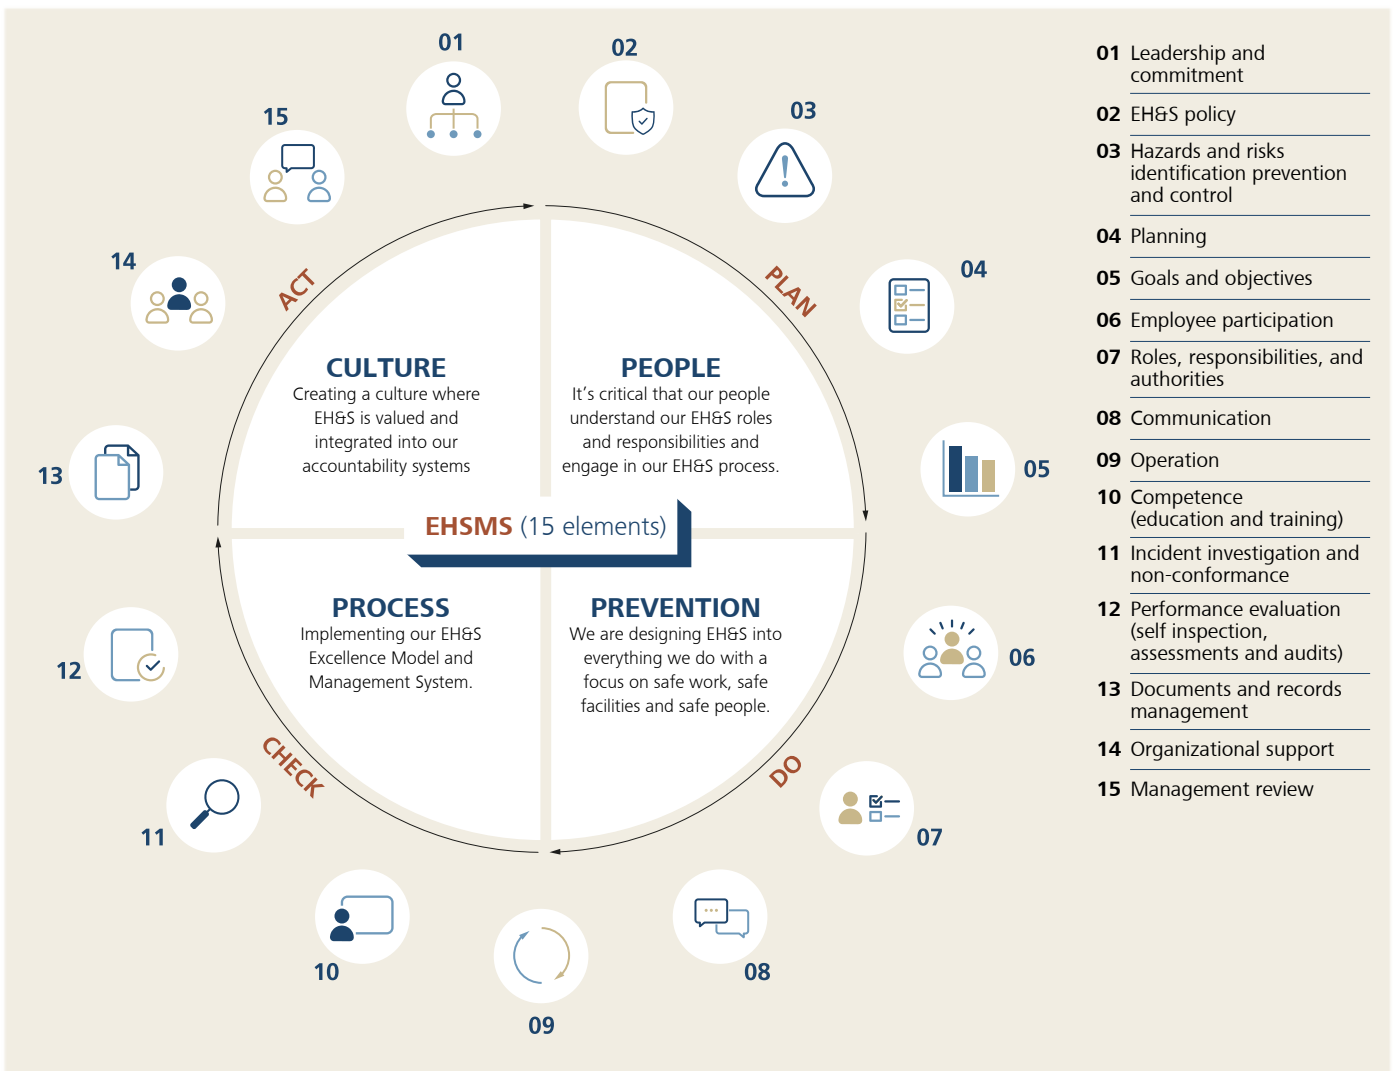 01
02
03
04
05
06
07
08
09
10
11
12
13
14
15
ACT
PLAN
DO
CHECK
CULTURE
Creating a culture where
EH&S is valued and
integrated into our
accountability systems
PEOPLE
It’s critical that our people
understand our EH&S roles
and responsibilities and
engage in our EH&S process.
EHSMS (15 elements)
PROCESS
Implementing our EH&S
Excellence Model and
Management System.
PREVENTION
We are designing EH&S into
everything we do with a
focus on safe work, safe
facilities and safe people.
01 Leadership and
commitment
02 EH&S policy
03 Hazards and risks
identification prevention
and control
04 Planning
05 Goals and objectives
06 Employee participation
07 Roles, responsibilities, and
authorities
08 Communication
09 Operation
10 Competence
(education and training)
11 Incident investigation and
non-conformance
12 Performance evaluation
(self inspection,
assessments and audits)
13 Documents and records
management
14 Organizational support
15 Management review